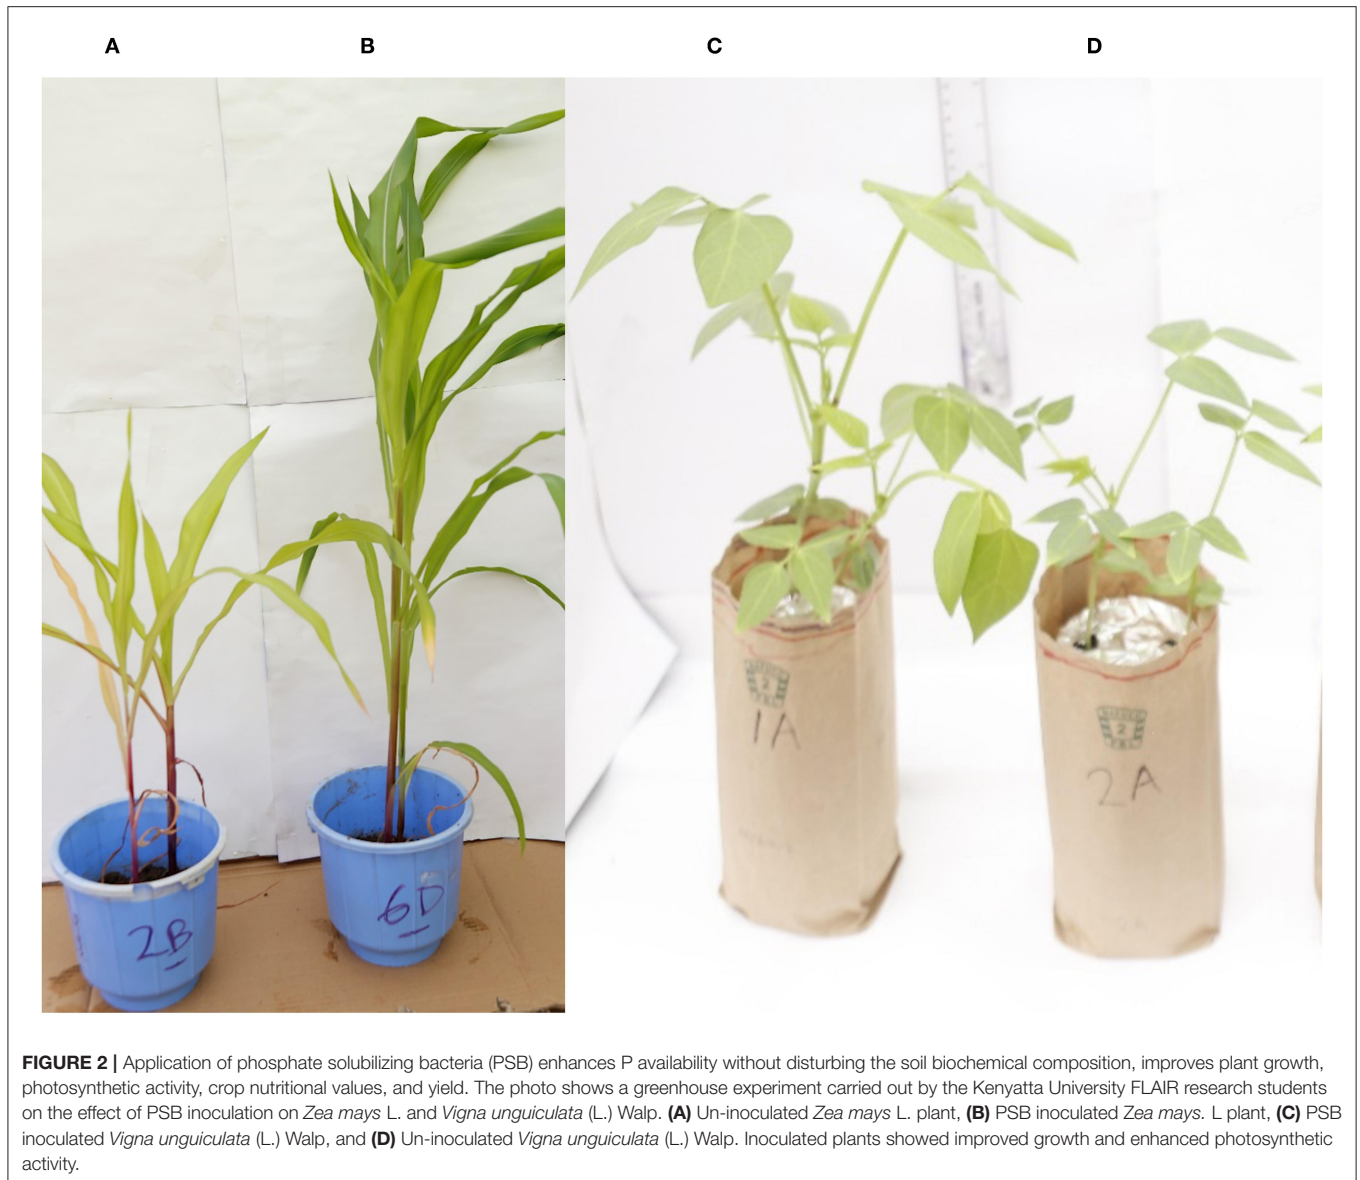 A B C D
2B
6D
2
1A
2
2A
FIGURE 2 | Application of phosphate solubilizing bacteria (PSB) enhances P availability without disturbing the soil biochemical composition, improves plant growth,
photosynthetic activity, crop nutritional values, and yield. The photo shows a greenhouse experiment carried out by the Kenyatta University FLAIR research students
on the effect of PSB inoculation on Zea mays L. and Vigna unguiculata (L.) Walp. (A) Un-inoculated Zea mays L. plant, (B) PSB inoculated Zea mays. L plant, (C) PSB
inoculated Vigna unguiculata (L.) Walp, and (D) Un-inoculated Vigna unguiculata (L.) Walp. Inoculated plants showed improved growth and enhanced photosynthetic
activity.